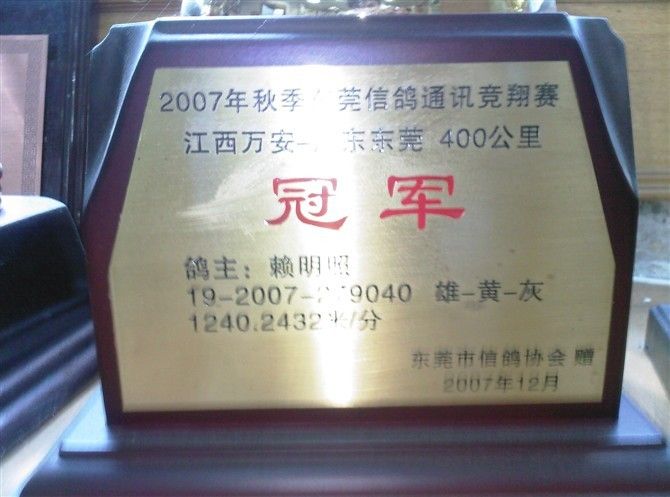 2007年秋季 莞信鸽通讯竞翔赛
江西万安- 东东莞 400公里
冠军
鸽主：赖明照
19-2007- 79040 雄-黄-灰
1240.2432米/分
东莞市信鸽协会 赠
2007年12月